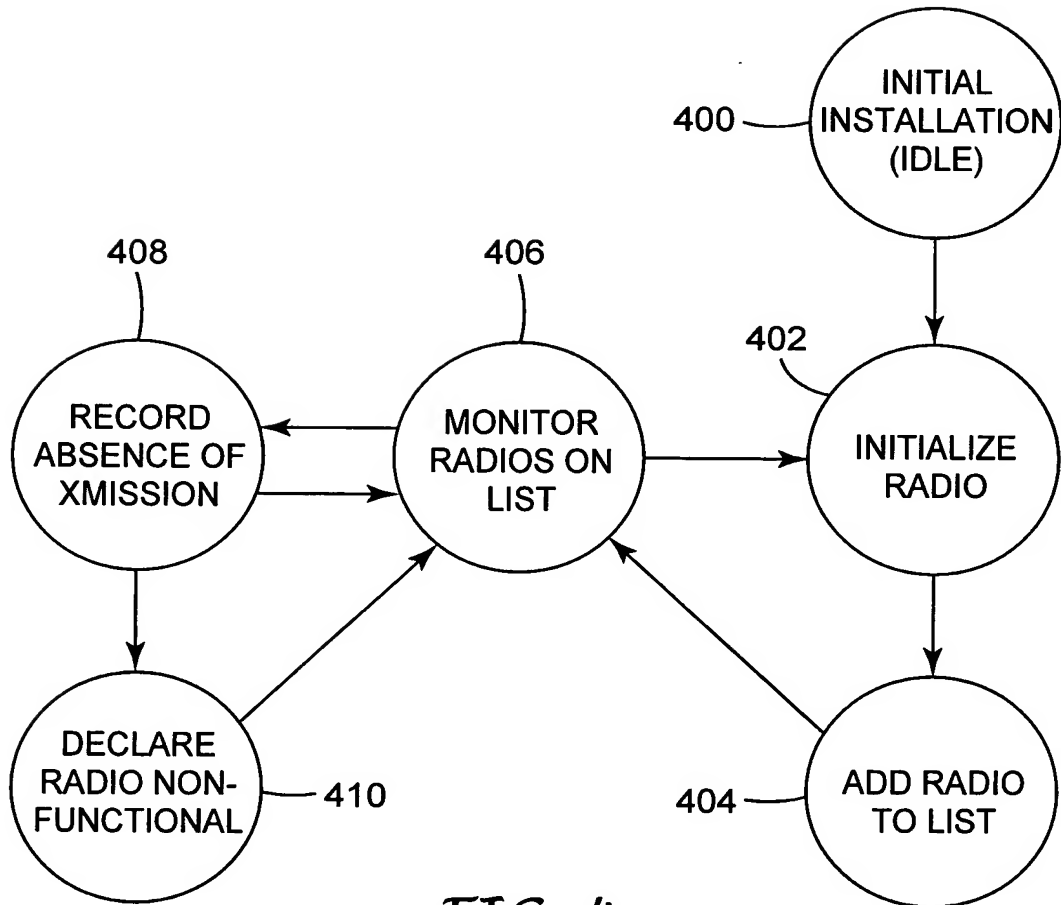 INITIAL
INSTALLATION
(IDLE)
400
408
406
402
RECORD
ABSENCE OF
XMISSION
MONITOR
RADIOS ON
LIST
INITIALIZE
RADIO
DECLARE
RADIO NON-
FUNCTIONAL
410
404
ADD RADIO
TO LIST